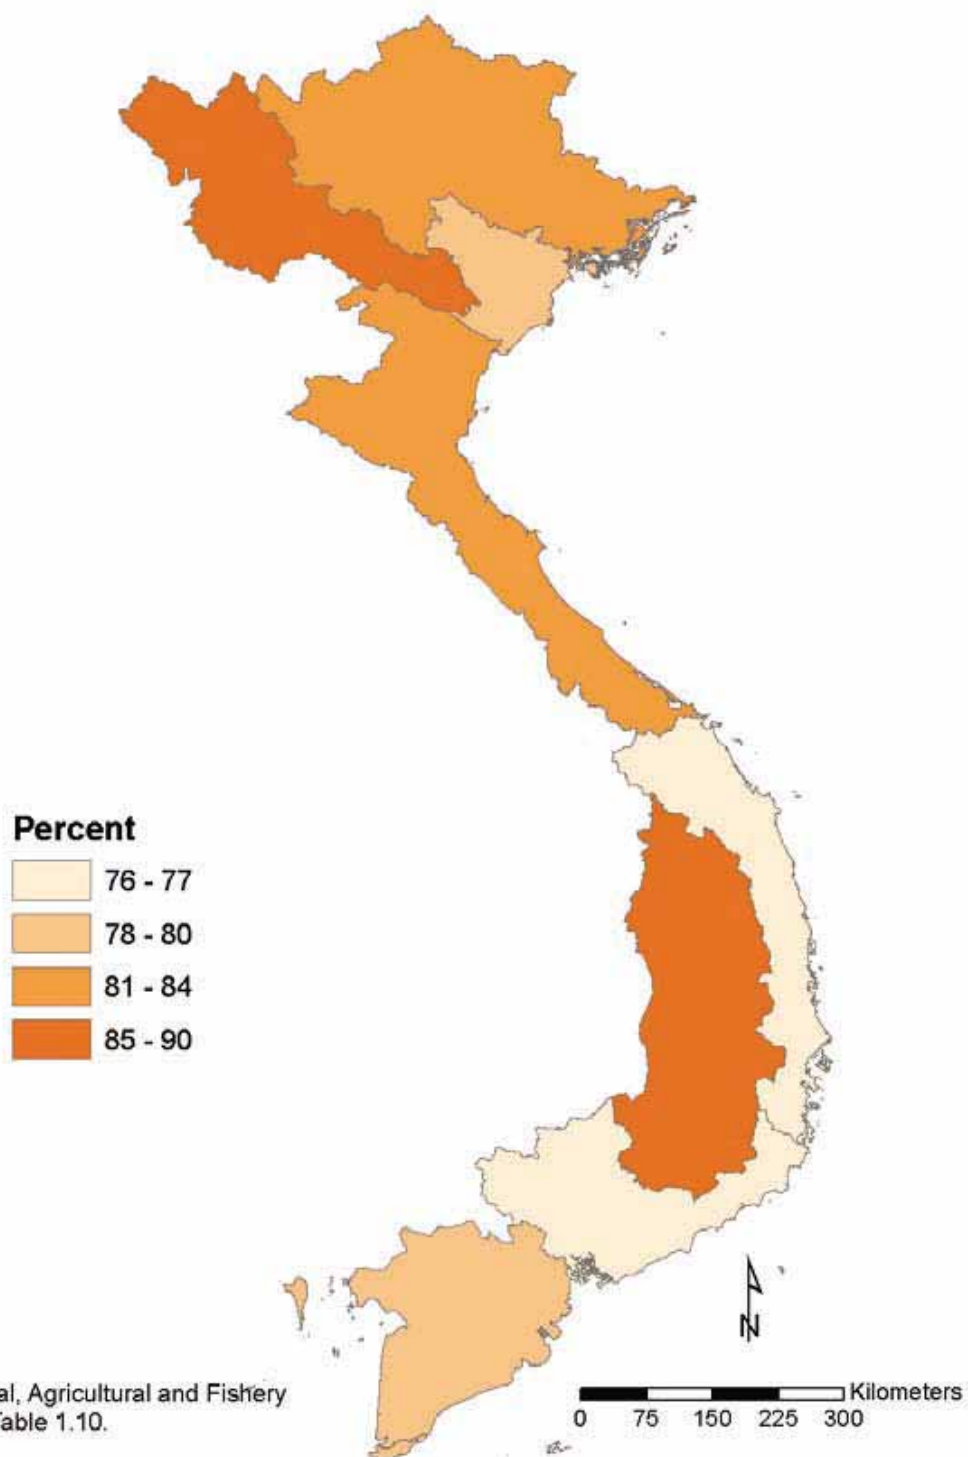 Percent
76 - 77
78 - 80
81 - 84
85 - 90
N
al, Agricultural and Fishery
Table 1.10.
Kilometers
0 75 150 225 300